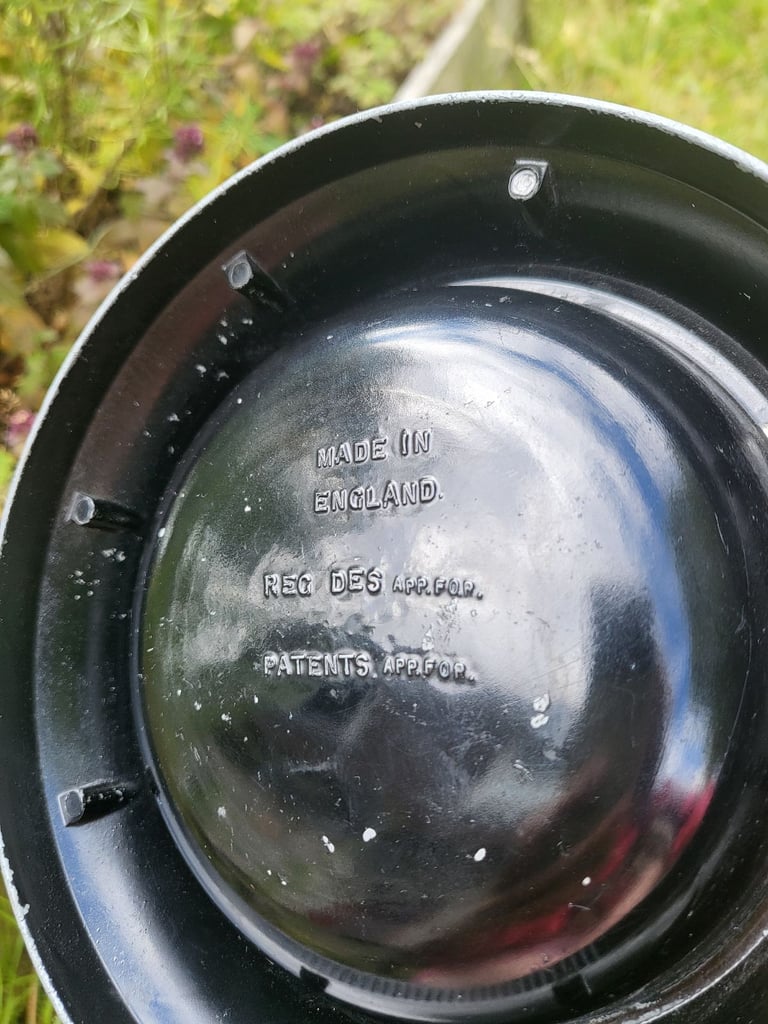 MADE IN
ENGLAND.
REG DES APP.FOR.
PATENTS APP.FOR.